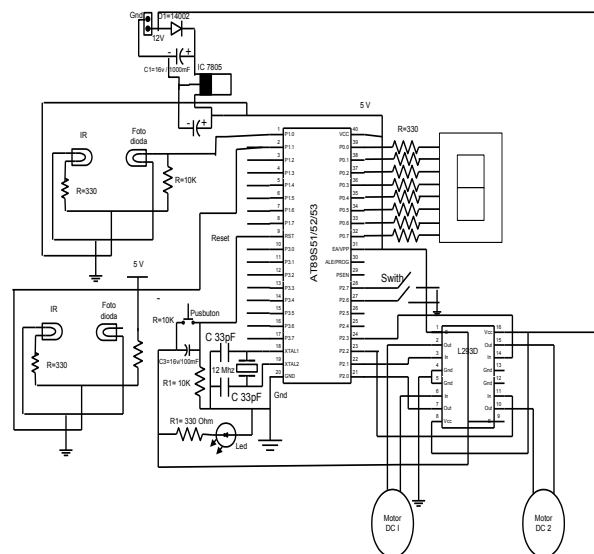 Gnd
D1=14002
12V
- +
C1=16v / 1000mF
IC 7805
- +
5 V
IR
Foto
dioda
R=330
R=10K
R=330
Reset
1 P1.0 VCC 40
2 P1.1 P0.0 39
3 P1.2 P0.1 38
4 P1.3 P0.2 37
5 P1.4 P0.3 36
6 P1.5 P0.4 35
7 P1.6 P0.5 34
8 P1.7 P0.6 33
9 RST P0.7 32
10 P3.0 EA/VPP 31
11 P3.1 ALE/PROG 30
12 P3.2 PSEN 29
13 P3.3 P2.7 28
14 P3.4 P2.6 27
15 P3.5 P2.5 26
16 P3.6 P2.4 25
17 P3.7 P2.3 24
18 XTAL1 P2.2 23
19 XTAL2 P2.1 22
20 GND P2.0 21
AT89S51/52/53
Swith
5 V
IR
Foto
dioda
R=330
-
R=10K
Pusbuton
C3=16v/100mF
C 33pF
12 Mhz
R1= 10K
C 33pF
Gnd
R1= 330 Ohm
Led
L293D
1 E Vcc 16
2 Out Out 15
3 In In 14
4 Gnd Gnd 13
5 Gnd Gnd 12
6 In In 11
7 Out Out 10
8 Vcc E 9
Motor
DC I
Motor
DC 2